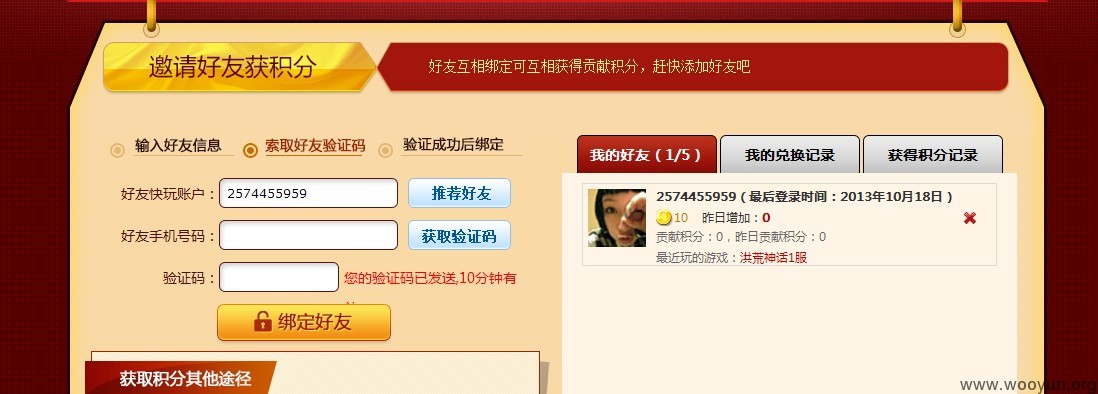 邀请好友获积分
好友互相绑定可互相获得贡献积分，赶快添加好友吧
输入好友信息
索取好友验证码
验证成功后绑定
好友快玩账户：
2574455959
推荐好友
好友手机号码：
获取验证码
验证码：
您的验证码已发送,10分钟有
绑定好友
获取积分其他途径
我的好友（1/5）
我的兑换记录
获得积分记录
2574455959（最后登录时间：2013年10月18日）
10 昨日增加：0
贡献积分：0，昨日贡献积分：0
最近玩的游戏：洪荒神话1服
www.wooyun.org